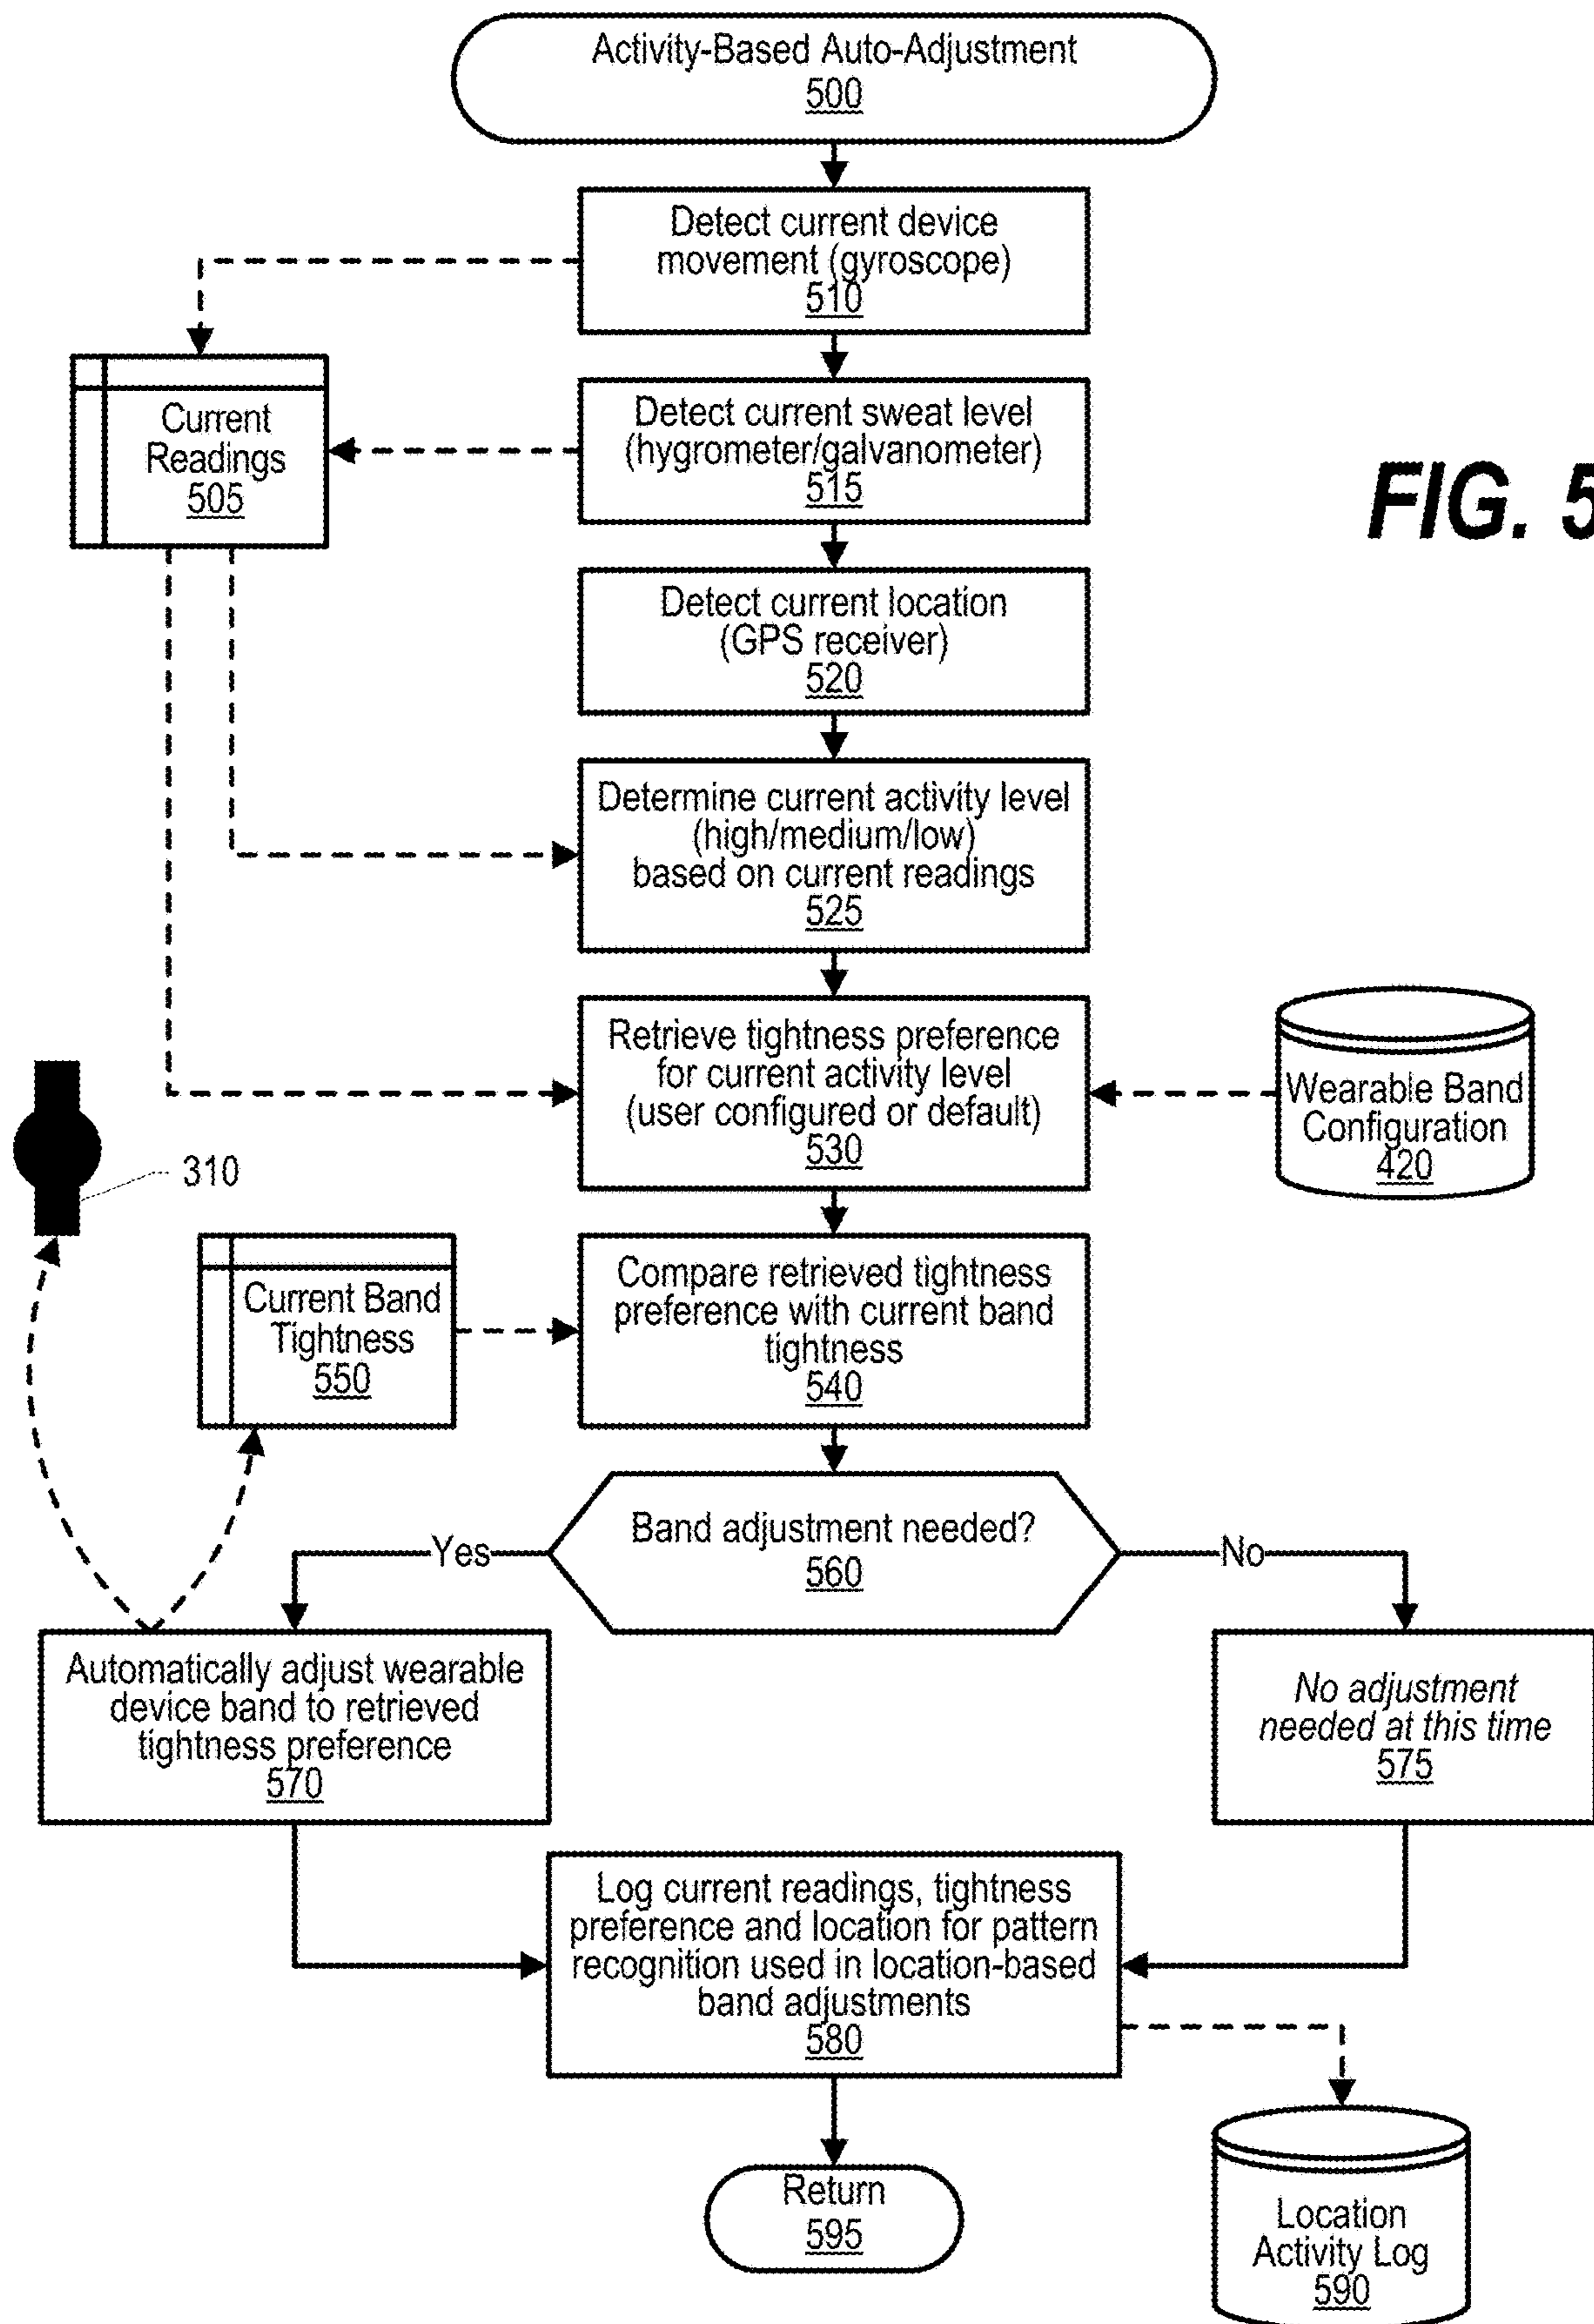 Activity-Based Auto-Adjustment
500
Detect current device
movement (gyroscope)
510
Current
Readings
505
Detect current sweat level
(hygrometer/galvanometer)
515
FIG. 5
Detect current location
(GPS receiver)
520
Determine current activity level
(high/medium/low)
based on current readings
525
Retrieve tightness preference
for current activity level
(user configured or default)
530
Wearable Band
Configuration
420
310
Current Band
Tightness
550
Compare retrieved tightness
preference with current band
tightness
540
Band adjustment needed?
560
Yes
No
Automatically adjust wearable
device band to retrieved
tightness preference
570
No adjustment
needed at this time
575
Log current readings, tightness
preference and location for pattern
recognition used in location-based
band adjustments
580
Return
595
Location
Activity Log
590